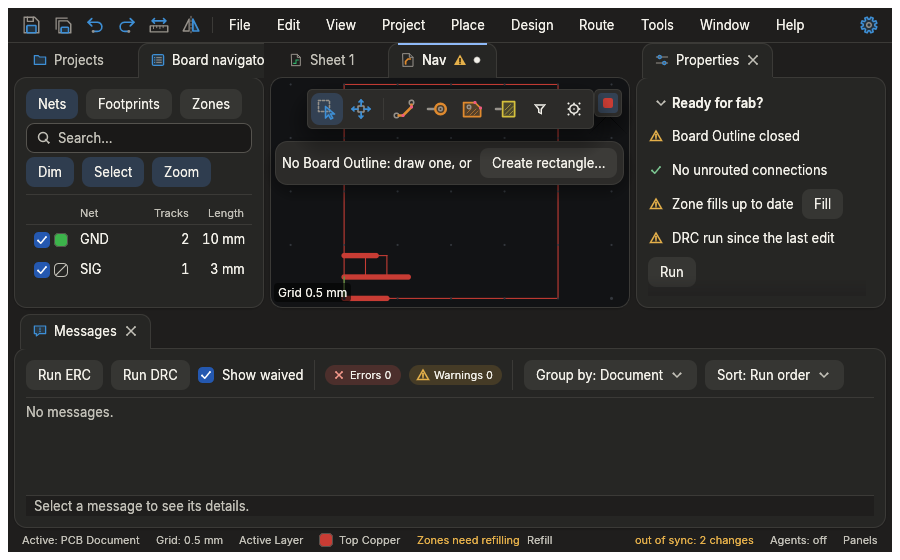 File Edit View Project Place Design Route Tools Window Help
Projects Board navigato Sheet 1 Nav Properties
Nets Footprints Zones
Search...
Dim Select Zoom
Net Tracks Length
GND 2 10 mm
SIG 1 3 mm
No Board Outline: draw one, or Create rectangle...
Grid 0.5 mm
Ready for fab?
Board Outline closed
No unrouted connections
Zone fills up to date Fill
DRC run since the last edit
Run
Messages
Run ERC Run DRC Show waived Errors 0 Warnings 0 Group by: Document Sort: Run order
No messages.
Select a message to see its details.
Active: PCB Document Grid: 0.5 mm Active Layer Top Copper Zones need refilling Refill out of sync: 2 changes Agents: off Panels